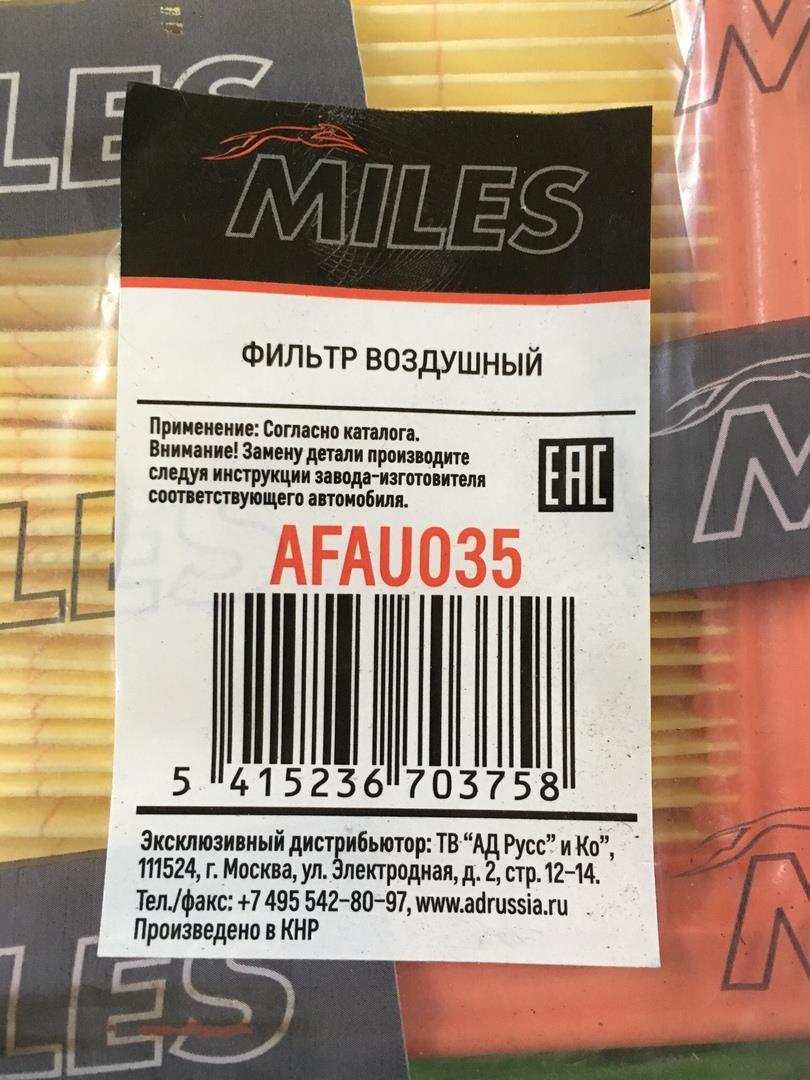 MILES
ФИЛЬТР ВОЗДУШНЫЙ
Применение: Согласно каталога.
Внимание! Замену детали производите
следуя инструкции завода-изготовителя
соответствующего автомобиля.
EAC
AFAU035
5 415236 703758
Эксклюзивный дистрибьютор: ТВ "АД Русс" и Ко",
111524, г. Москва, ул. Электродная, д. 2, стр. 12-14.
Тел./факс: +7 495 542-80-97, www.adrussia.ru
Произведено в КНР